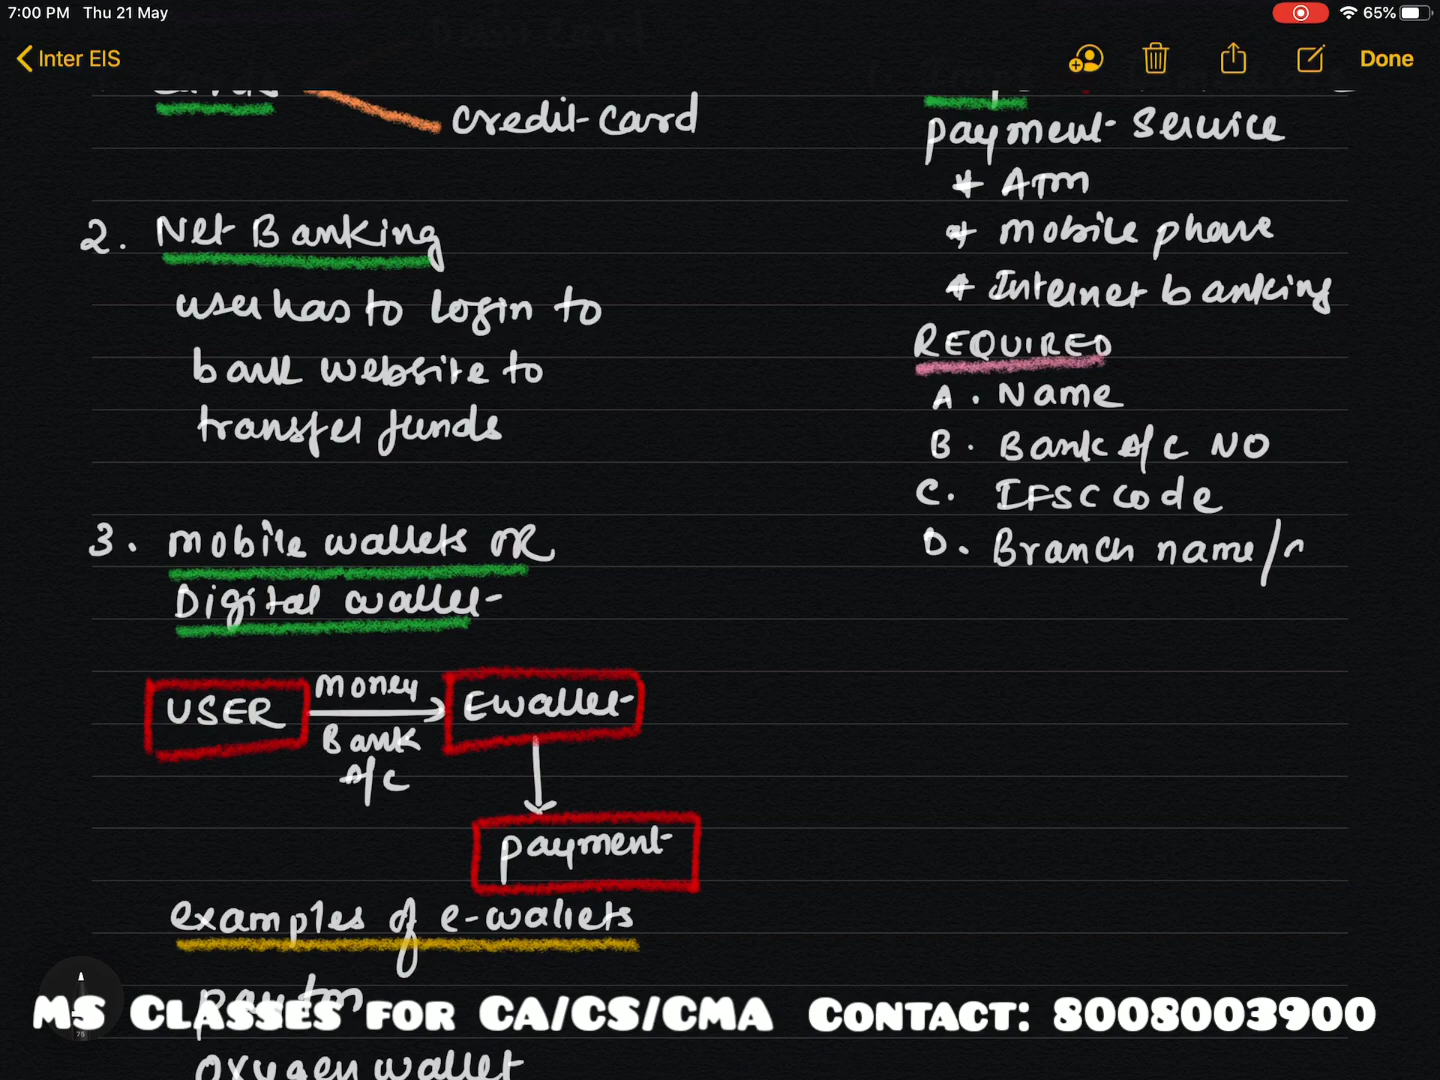 7:00 PM Thu 21 May
65%
Inter EIS
Done
Cards
credit-card
2. Net Banking
user has to login to
bank website to
transfer funds
3. mobile wallets OR
Digital wallet
USER
Money
Bank
A/C
Ewallet
payment
examples of e-wallets
paytm
oxygen wallet
payment service
* ATM
* mobile phone
* Internet banking
REQUIRED
A. Name
B. Bank A/C NO
C. IFSC code
D. Branch name/
MS Classes for CA/CS/CMA Contact: 8008003900
75